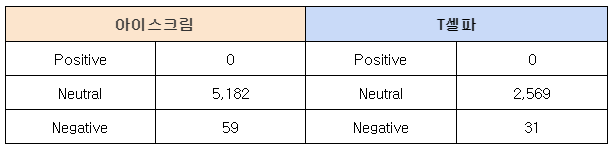 아이스크림 T셀파
Positive 0 Positive 0
Neutral 5,182 Neutral 2,569
Negative 59 Negative 31